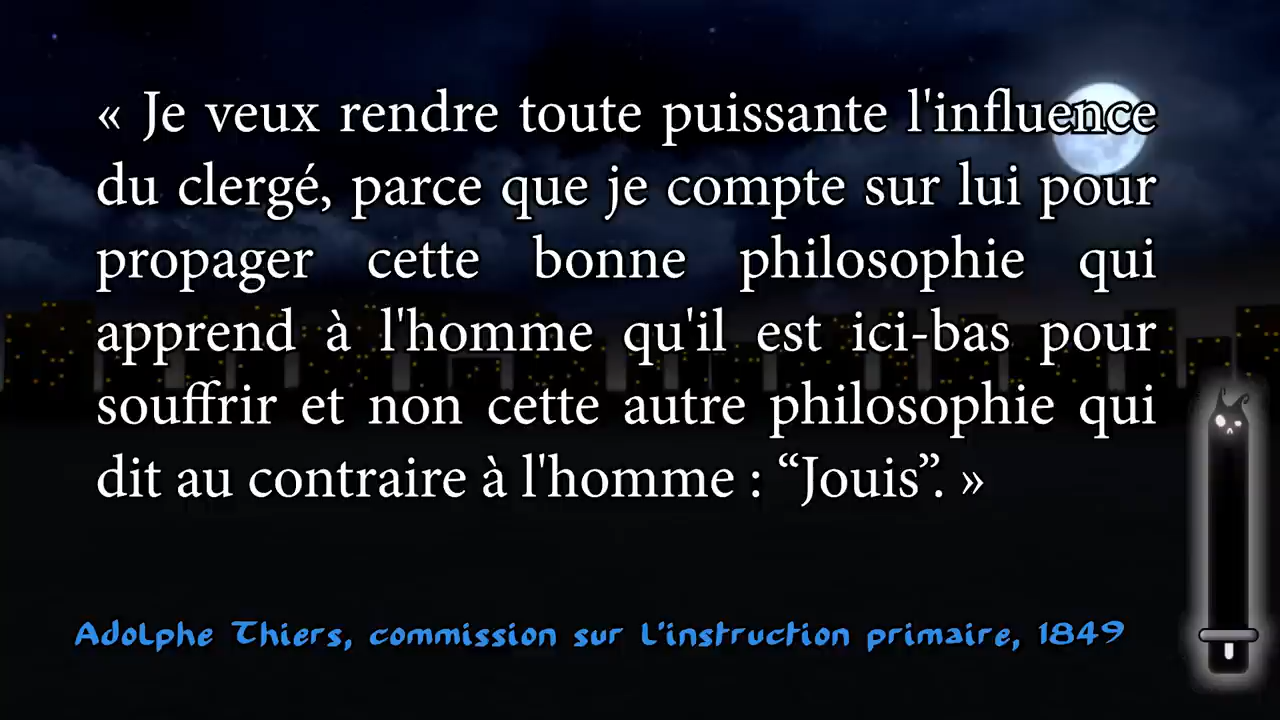 « Je veux rendre toute puissante l'influence
du clergé, parce que je compte sur lui pour
propager cette bonne philosophie qui
apprend à l'homme qu'il est ici-bas pour
souffrir et non cette autre philosophie qui
dit au contraire à l'homme : “Jouis”. »
Adolphe Thiers, commission sur l'instruction primaire, 1849